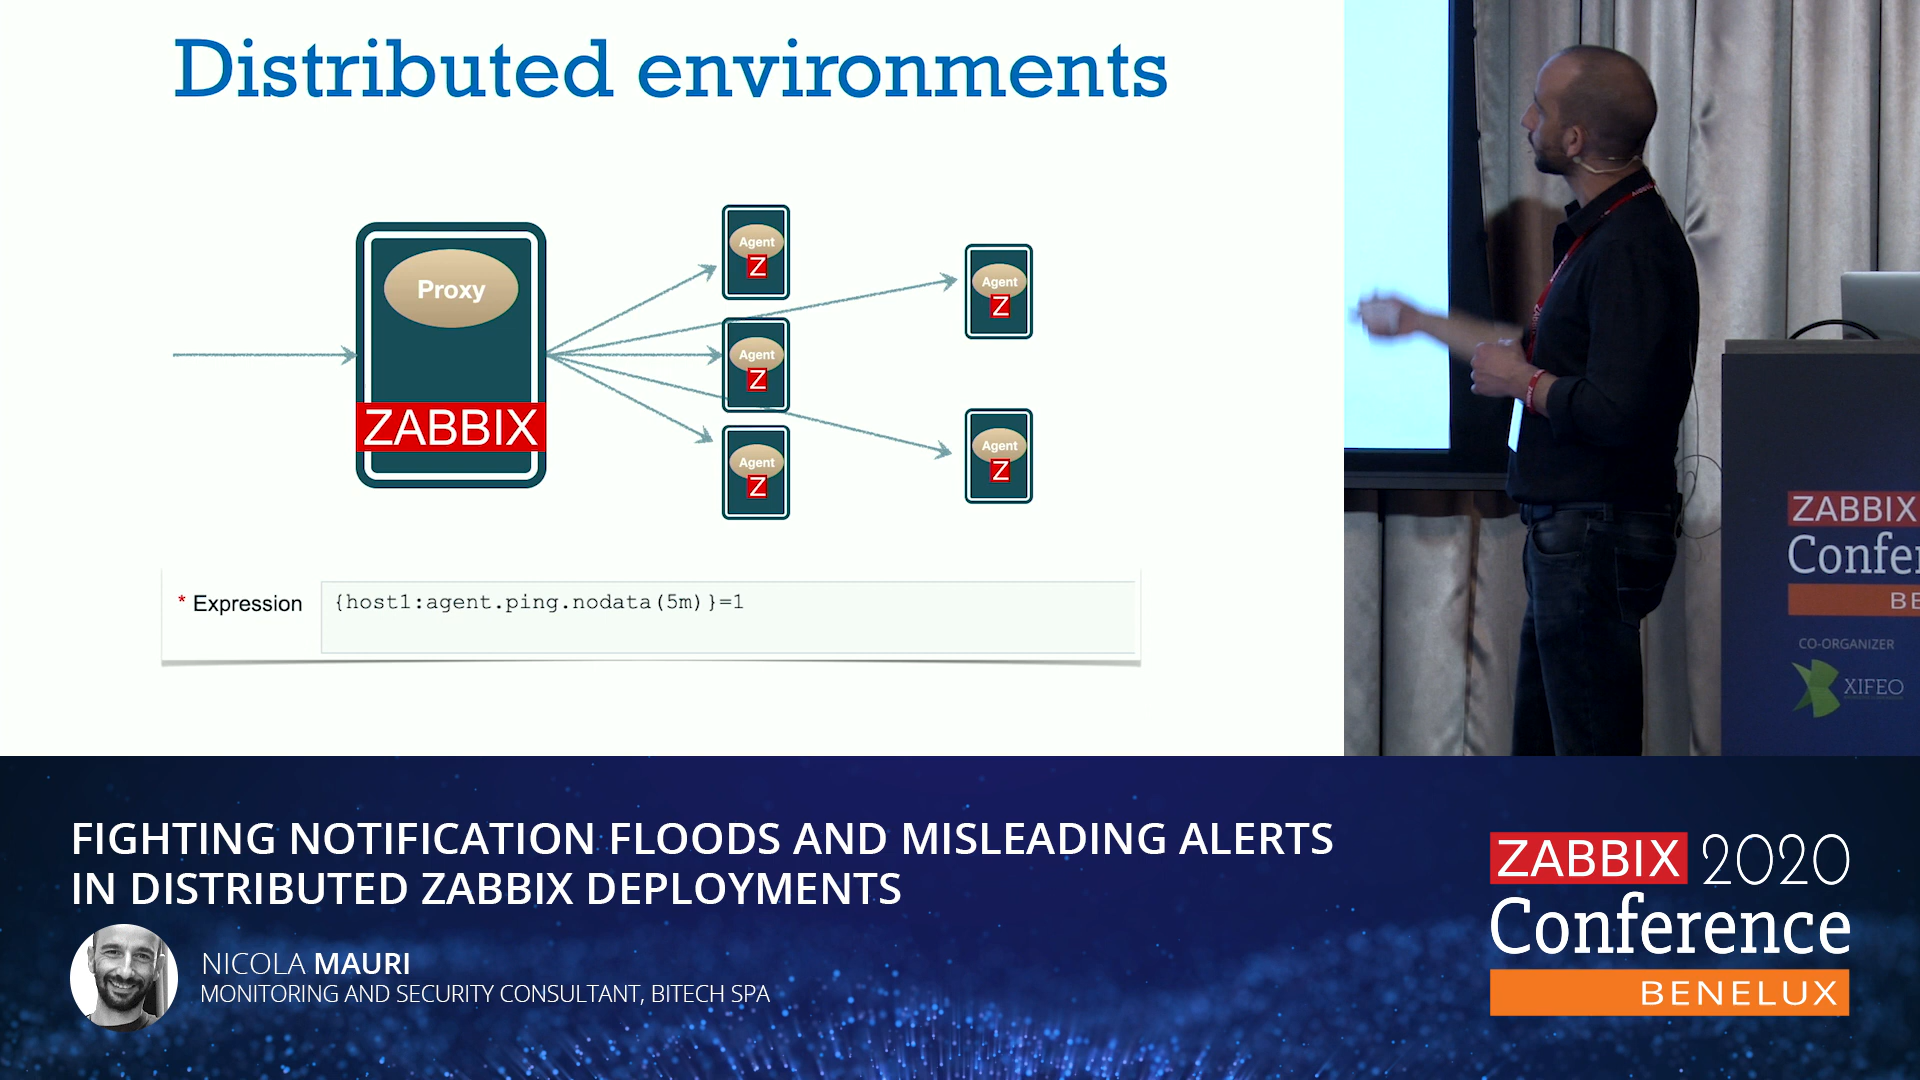 Distributed environments
Proxy
ZABBIX
Agent
Z
Agent
Z
Agent
Z
Agent
Z
Agent
Z
* Expression
{host1:agent.ping.nodata(5m)}=1
ZABBIX
Confe
BE
CO-ORGANIZER
XIFEO
FIGHTING NOTIFICATION FLOODS AND MISLEADING ALERTS
IN DISTRIBUTED ZABBIX DEPLOYMENTS
NICOLA MAURI
MONITORING AND SECURITY CONSULTANT, BITECH SPA
ZABBIX 2020
Conference
BENELUX